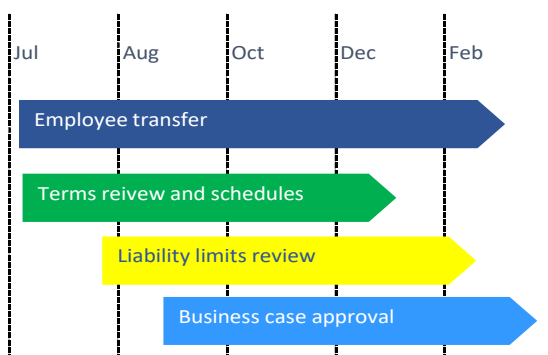 Jul Aug Oct Dec Feb
Employee transfer
Terms reivew and schedules
Liability limits review
Business case approval